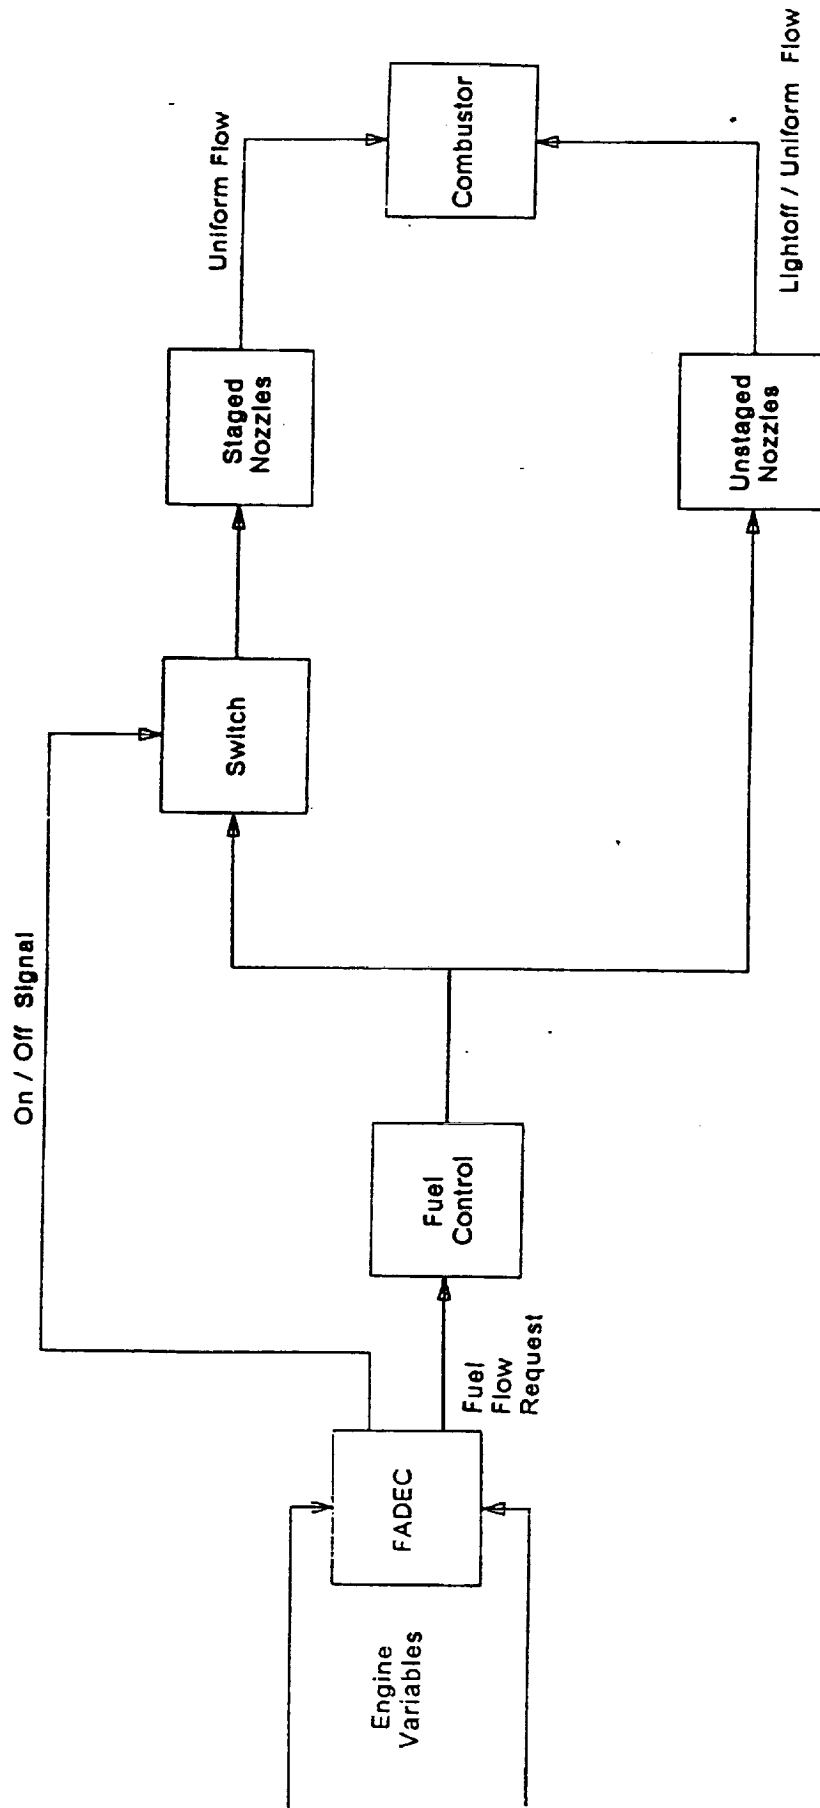 On / Off Signal
Engine
Variables
FADEC
Fuel
Flow
Request
Fuel
Control
Switch
Staged
Nozzles
Uniform Flow
Combustor
Unstaged
Nozzles
Lightoff / Uniform Flow